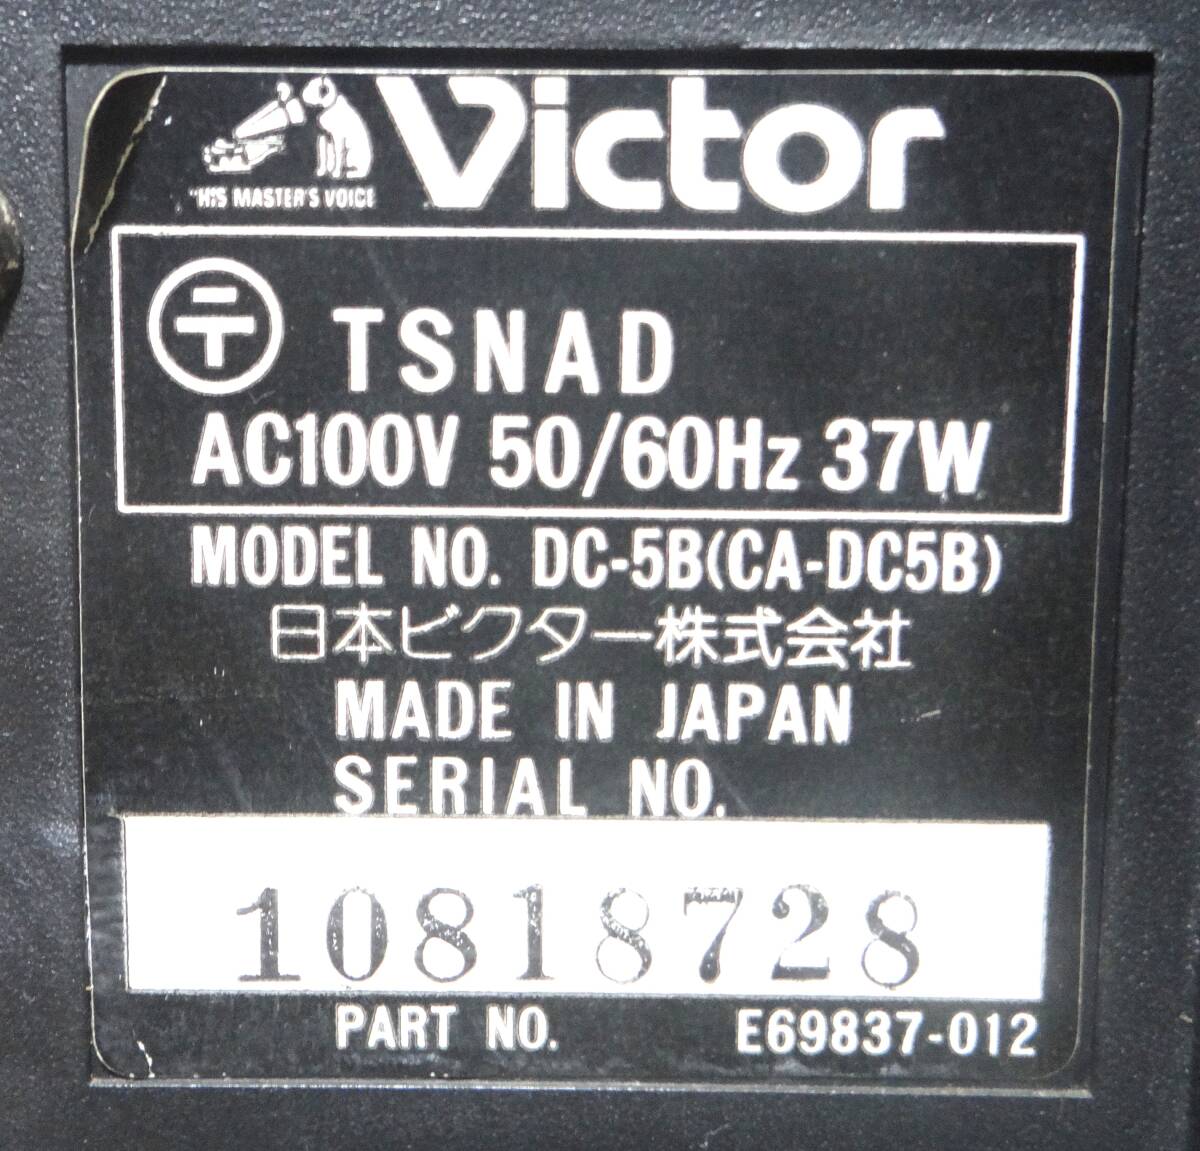 Victor
"HIS MASTER'S VOICE"
〒 TSNAD
AC100V 50/60Hz 37W
MODEL NO. DC-5B(CA-DC5B)
日本ビクター株式会社
MADE IN JAPAN
SERIAL NO.
10818728
PART NO. E69837-012